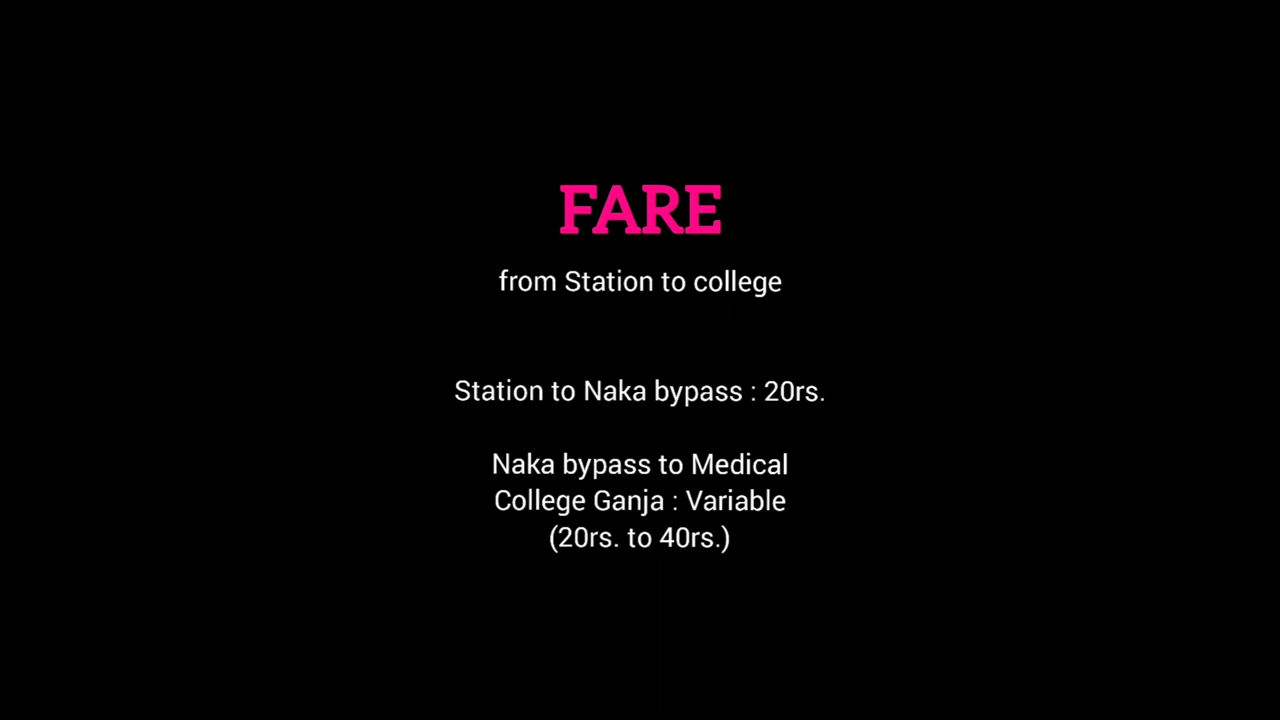 FARE
from Station to college
Station to Naka bypass : 20rs.
Naka bypass to Medical
College Ganja : Variable
(20rs. to 40rs.)